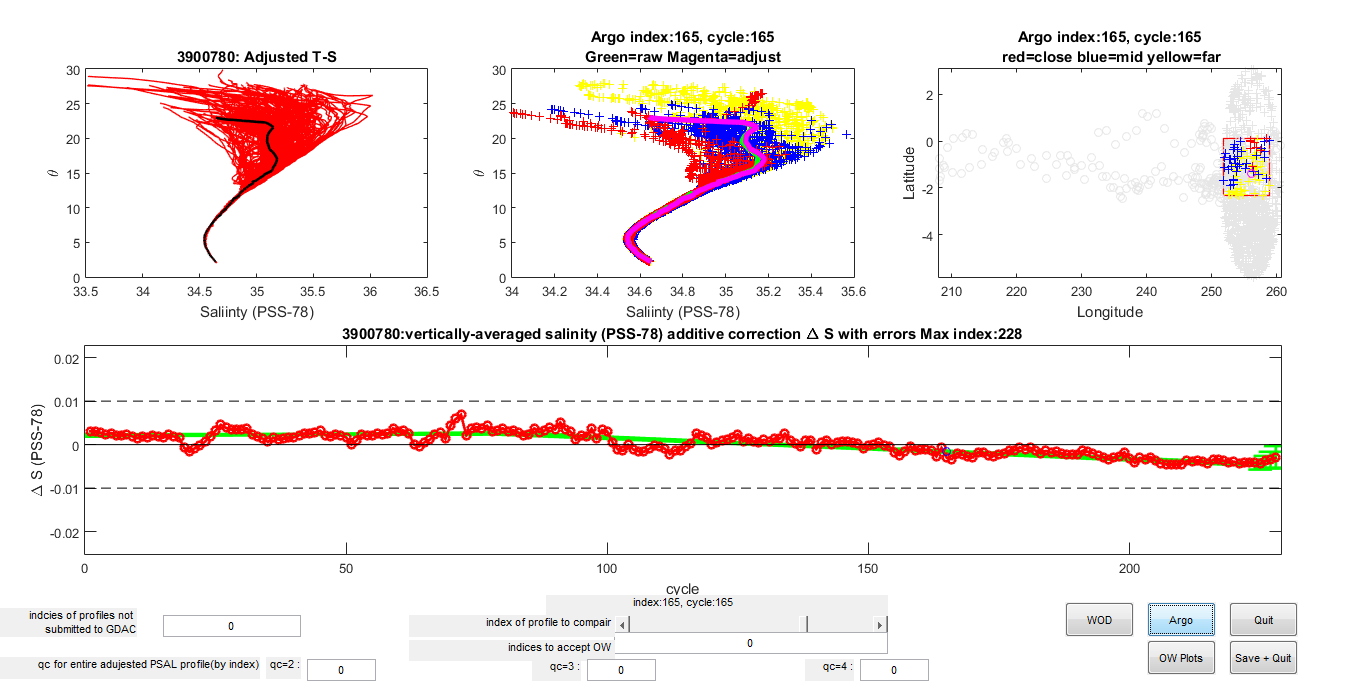 3900780: Adjusted T-S
30
25
20
15
10
5
0
θ
33.5 34 34.5 35 35.5 36 36.5
Saliinty (PSS-78)
Argo index:165, cycle:165
Green=raw Magenta=adjust
30
25
20
15
10
5
0
θ
34 34.2 34.4 34.6 34.8 35 35.2 35.4 35.6
Saliinty (PSS-78)
Argo index:165, cycle:165
red=close blue=mid yellow=far
2
0
-2
-4
Latitude
210 220 230 240 250 260
Longitude
3900780:vertically-averaged salinity (PSS-78) additive correction Δ S with errors Max index:228
0.02
0.01
0
-0.01
-0.02
Δ S (PSS-78)
0 50 100 150 200
cycle
index:165, cycle:165
indcies of profiles not
submitted to GDAC
0
index of profile to compair
indices to accept OW
0
qc for entire adujested PSAL profile(by index)
qc=2 :
0
qc=3 :
0
qc=4 :
0
WOD
Argo
Quit
OW Plots
Save + Quit